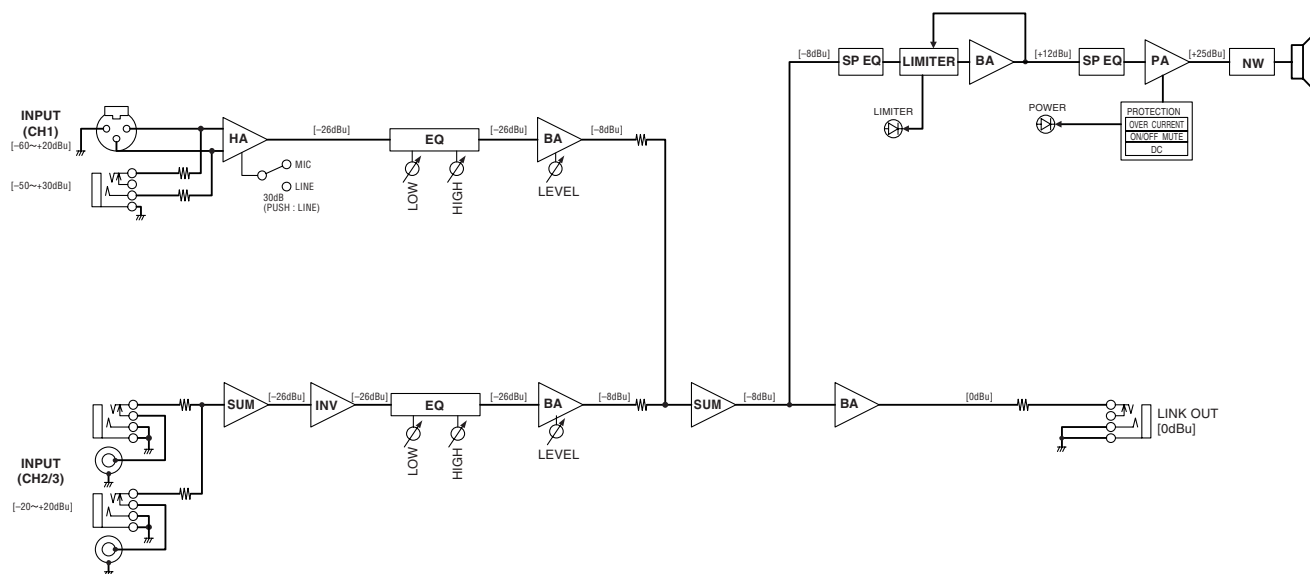 [−8dBu]
SP EQ
LIMITER
BA
[+12dBu]
SP EQ
PA
[+25dBu]
NW
LIMITER
POWER
PROTECTION
OVER CURRENT
ON/OFF MUTE
DC
INPUT
(CH1)
[−60~+20dBu]
[−50~+30dBu]
HA
[−26dBu]
EQ
[−26dBu]
BA
[−8dBu]
MIC
LINE
30dB
(PUSH : LINE)
LOW
HIGH
LEVEL
INPUT
(CH2/3)
[−20~+20dBu]
SUM
[−26dBu]
INV
[−26dBu]
EQ
[−26dBu]
BA
[−8dBu]
SUM
[−8dBu]
BA
[0dBu]
LINK OUT
[0dBu]
LOW
HIGH
LEVEL